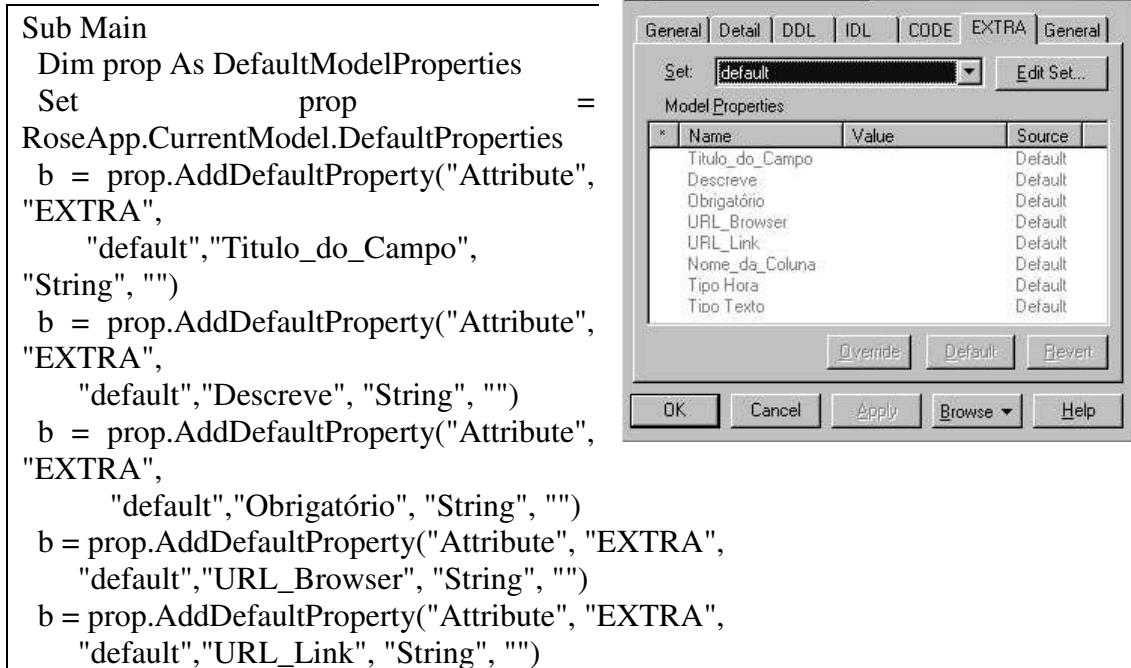 Sub Main
Dim prop As DefaultModelProperties
Set prop =
RoseApp.CurrentModel.DefaultProperties
b = prop.AddDefaultProperty("Attribute",
"EXTRA",
"default","Titulo_do_Campo",
"String", "")
b = prop.AddDefaultProperty("Attribute",
"EXTRA",
"default","Descreve", "String", "")
b = prop.AddDefaultProperty("Attribute",
"EXTRA",
"default","Obrigatório", "String", "")
b = prop.AddDefaultProperty("Attribute", "EXTRA",
"default","URL_Browser", "String", "")
b = prop.AddDefaultProperty("Attribute", "EXTRA",
"default","URL_Link", "String", "")
General Detail DDL IDL CODE EXTRA General
Set: default Edit Set...
Model Properties
* Name Value Source
Titulo_do_Campo Default
Descreve Default
Obrigatório Default
URL_Browser Default
URL_Link Default
Nome_da_Coluna Default
Tipo Hora Default
Tipo Texto Default
Override Default Revert
OK Cancel Apply Browse Help